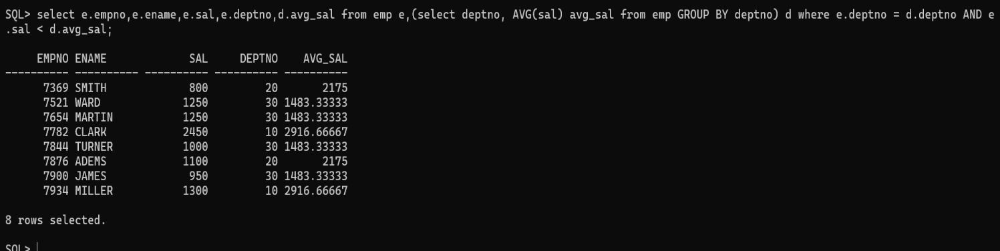 SQL> select e.empno,e.ename,e.sal,e.deptno,d.avg_sal from emp e,(select deptno, AVG(sal) avg_sal from emp GROUP BY deptno) d where e.deptno = d.deptno AND e
.sal < d.avg_sal;
     EMPNO ENAME             SAL     DEPTNO    AVG_SAL
---------- ---------- ---------- ---------- ----------
      7369 SMITH             800         20       2175
      7521 WARD             1250         30 1483.33333
      7654 MARTIN           1250         30 1483.33333
      7782 CLARK            2450         10 2916.66667
      7844 TURNER           1000         30 1483.33333
      7876 ADEMS            1100         20       2175
      7900 JAMES             950         30 1483.33333
      7934 MILLER           1300         10 2916.66667
8 rows selected.
SQL>